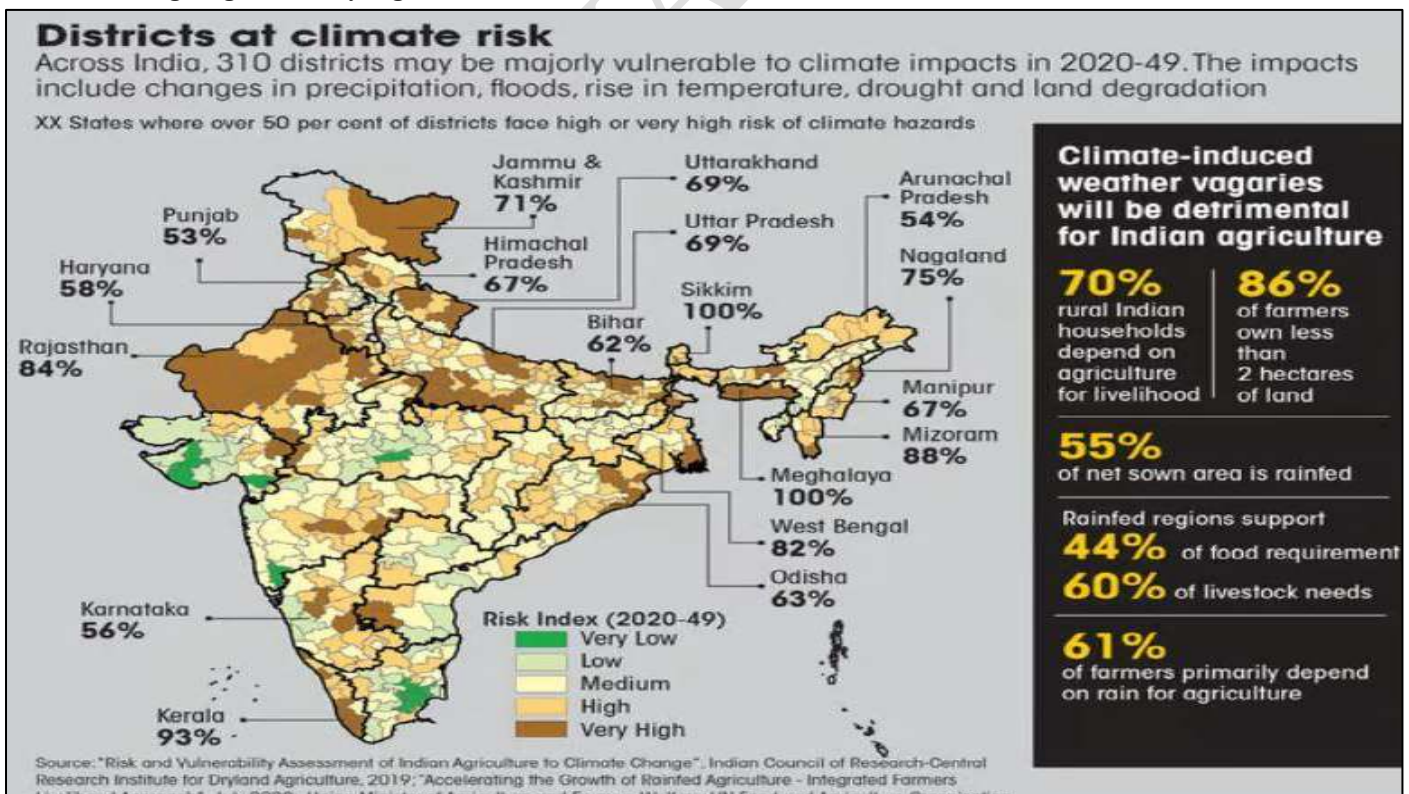 Districts at climate risk
Across India, 310 districts may be majorly vulnerable to climate impacts in 2020-49. The impacts
include changes in precipitation, floods, rise in temperature, drought and land degradation
XX States where over 50 per cent of districts face high or very high risk of climate hazards
Jammu &
Kashmir
71%
Uttarakhand
69%
Arunachal
Pradesh
54%
Punjab
53%
Uttar Pradesh
69%
Himachal
Pradesh
67%
Nagaland
75%
Haryana
58%
Sikkim
100%
Bihar
62%
Rajasthan
84%
Manipur
67%
Mizoram
88%
Meghalaya
100%
West Bengal
82%
Odisha
63%
Karnataka
56%
Kerala
93%
Risk Index (2020-49)
Very Low
Low
Medium
High
Very High
Climate-induced
weather vagaries
will be detrimental
for Indian agriculture
70%
rural Indian
households
depend on
agriculture
for livelihood
86%
of farmers
own less
than
2 hectares
of land
55%
of net sown area is rainfed
Rainfed regions support
44% of food requirement
60% of livestock needs
61%
of farmers primarily depend
on rain for agriculture
Source: "Risk and Vulnerability Assessment of Indian Agriculture to Climate Change", Indian Council of Research-Central
Research Institute for Dryland Agriculture, 2019; "Accelerating the Growth of Rainfed Agriculture - Integrated Farmers